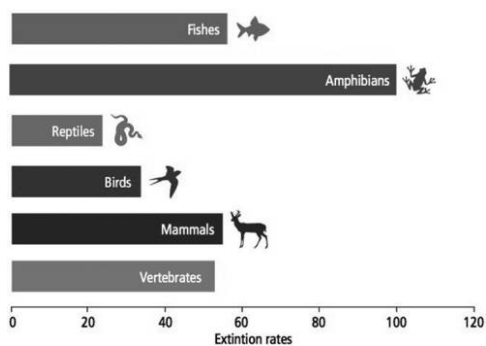 Fishes
Amphibians
Reptiles
Birds
Mammals
Vertebrates
0 20 40 60 80 100 120
Extintion rates